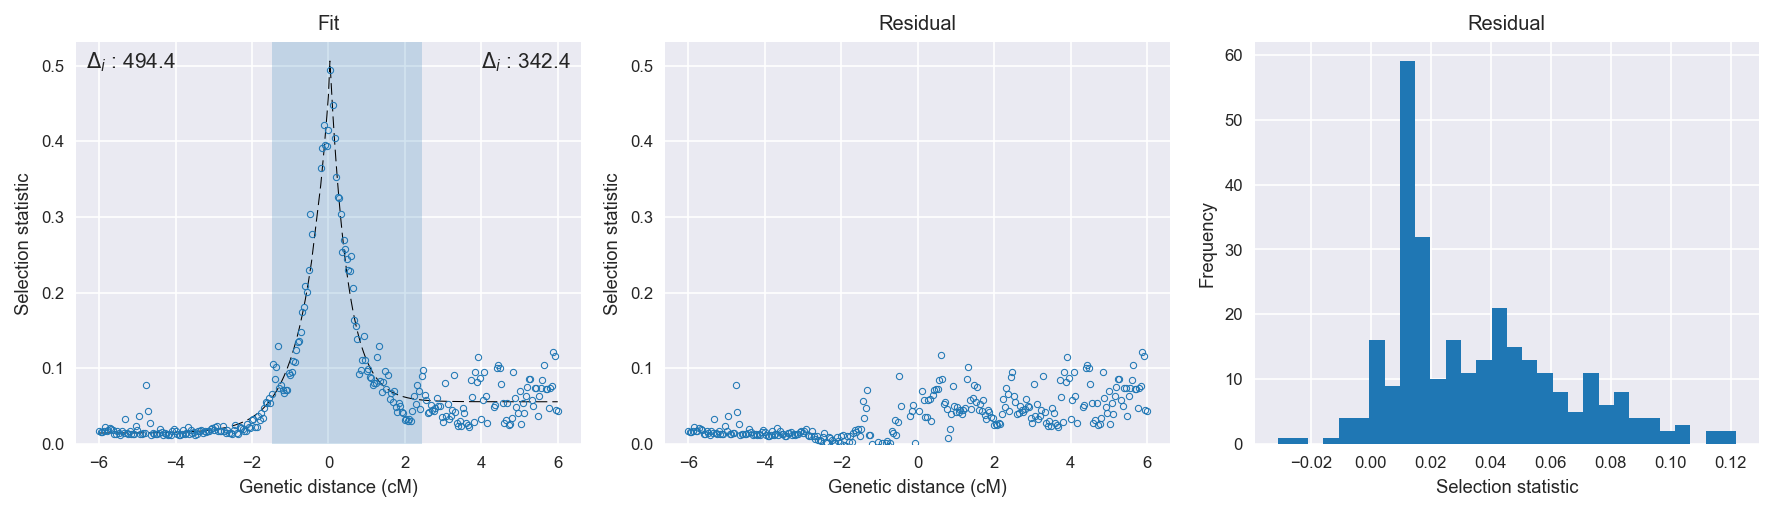 Fit
Δi : 494.4
Δi : 342.4
Selection statistic
0.5
0.4
0.3
0.2
0.1
0.0
−6 −4 −2 0 2 4 6
Genetic distance (cM)
Residual
Selection statistic
0.5
0.4
0.3
0.2
0.1
0.0
−6 −4 −2 0 2 4 6
Genetic distance (cM)
Residual
Frequency
60
50
40
30
20
10
0
−0.02 0.00 0.02 0.04 0.06 0.08 0.10 0.12
Selection statistic